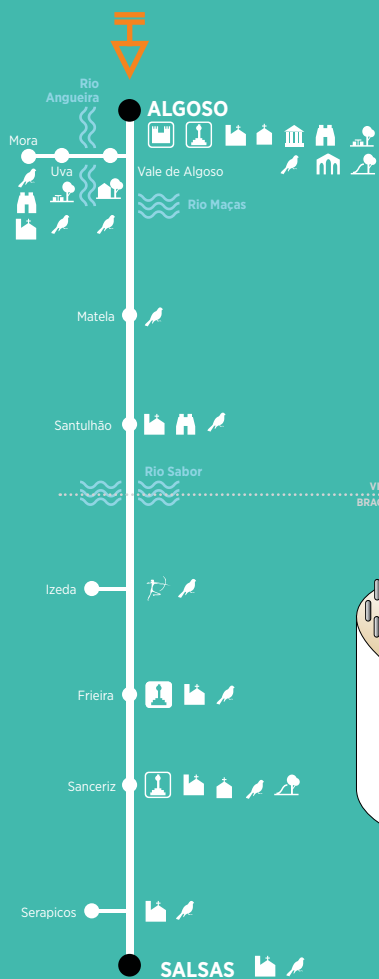 Rio
Angueira
ALGOSO
Mora
Uva
Vale de Algoso
Rio Maças
Matela
Santulhão
Rio Sabor
Izeda
Frieira
Sanceriz
Serapicos
SALSAS